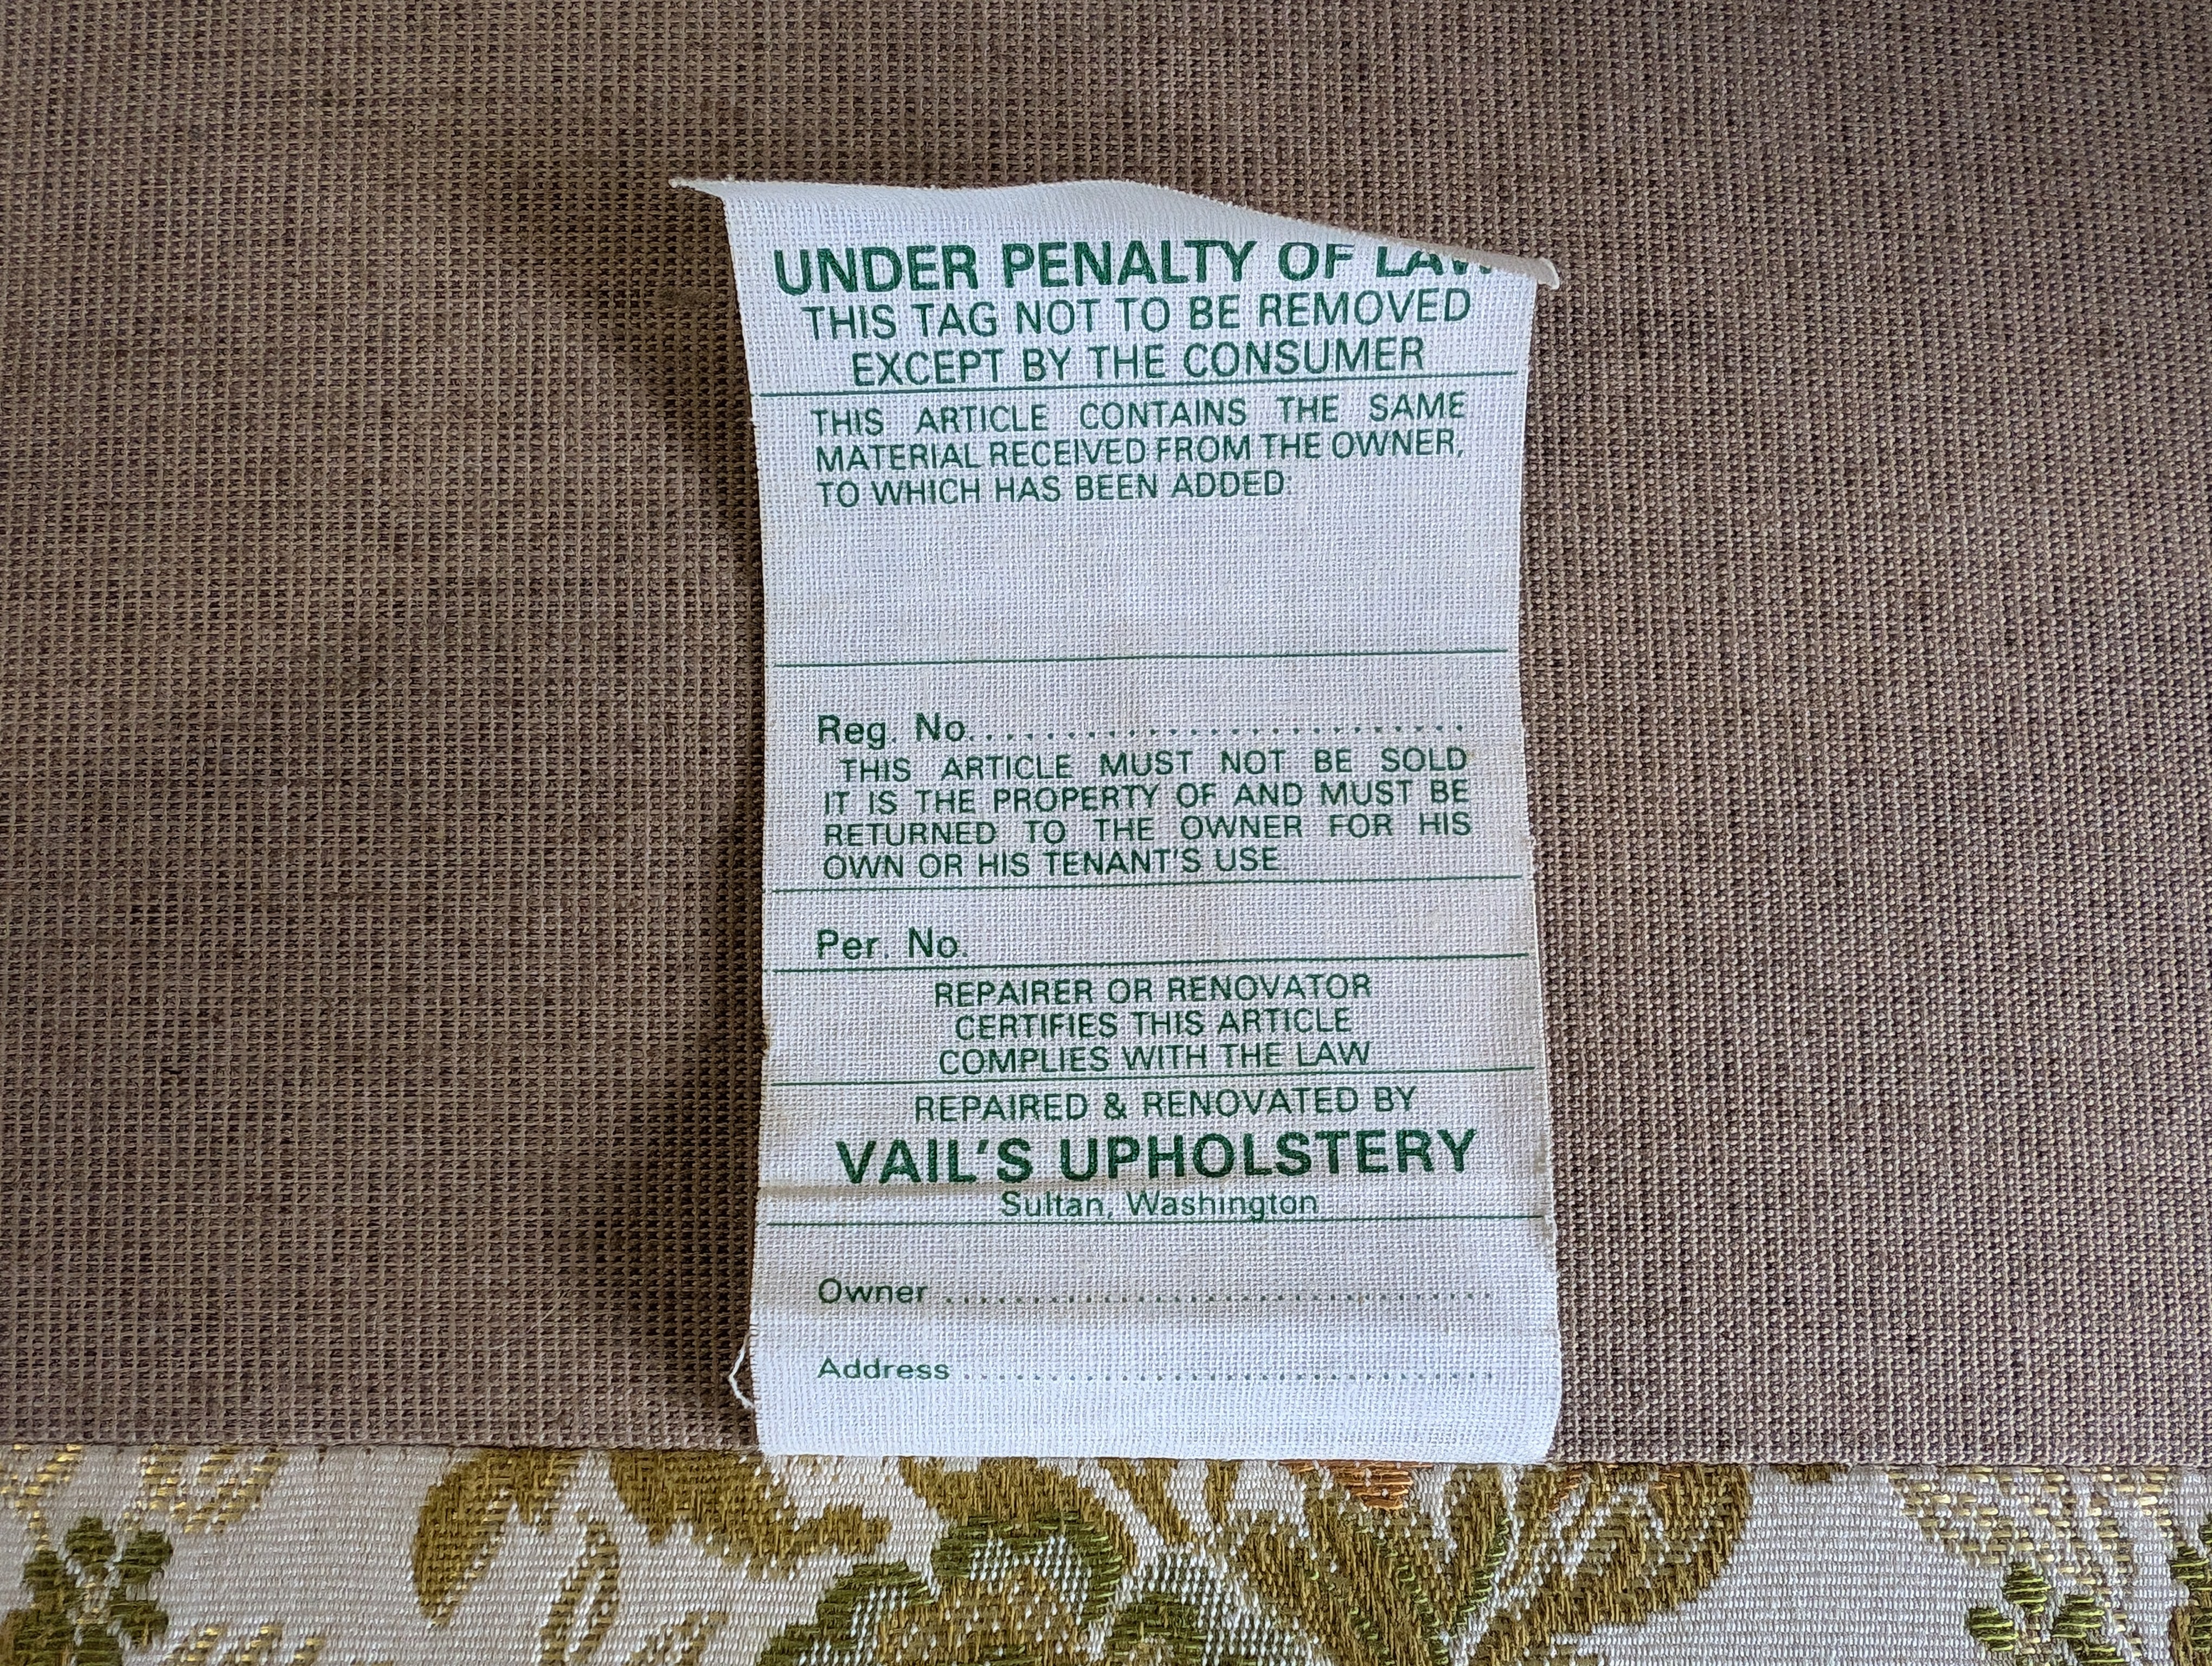 UNDER PENALTY OF LAW
THIS TAG NOT TO BE REMOVED
EXCEPT BY THE CONSUMER
THIS ARTICLE CONTAINS THE SAME
MATERIAL RECEIVED FROM THE OWNER,
TO WHICH HAS BEEN ADDED:
Reg. No..........................
THIS ARTICLE MUST NOT BE SOLD
IT IS THE PROPERTY OF AND MUST BE
RETURNED TO THE OWNER FOR HIS
OWN OR HIS TENANT'S USE
Per. No.
REPAIRER OR RENOVATOR
CERTIFIES THIS ARTICLE
COMPLIES WITH THE LAW
REPAIRED & RENOVATED BY
VAIL'S UPHOLSTERY
Sultan, Washington
Owner ................................
Address ...............................